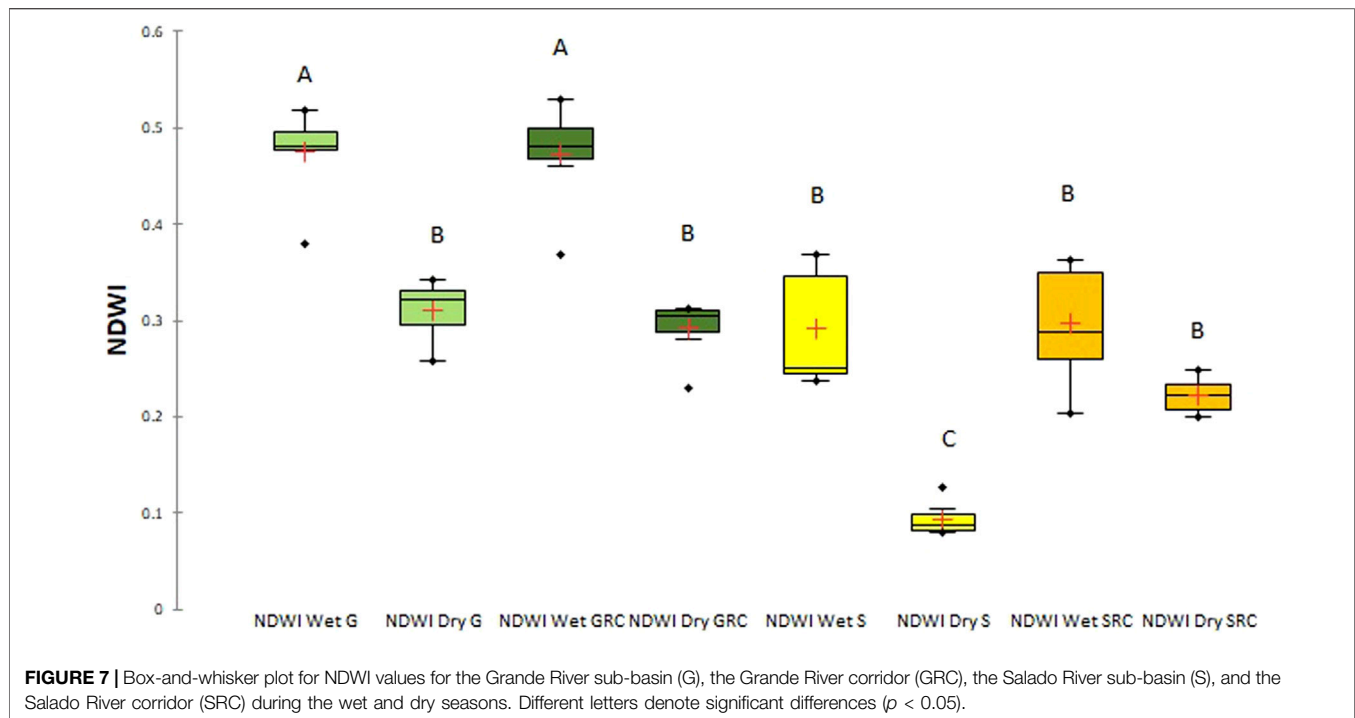 0.6
A
A
0.5
0.4
B
B
B
B
NDWI
0.3
B
0.2
C
0.1
0
NDWI Wet G NDWI Dry G NDWI Wet GRC NDWI Dry GRC NDWI Wet S NDWI Dry S NDWI Wet SRC NDWI Dry SRC
FIGURE 7 | Box-and-whisker plot for NDWI values for the Grande River sub-basin (G), the Grande River corridor (GRC), the Salado River sub-basin (S), and the
Salado River corridor (SRC) during the wet and dry seasons. Different letters denote significant differences (p < 0.05).